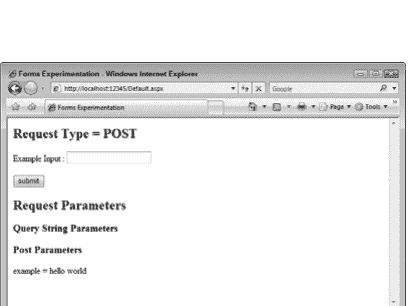 Forms Experimentation - Windows Internet Explorer
http://localhost:12345/Default.aspx
Google
Forms Experimentation
Page
Tools
Request Type = POST
Example Input :
submit
Request Parameters
Query String Parameters
Post Parameters
example = hello world